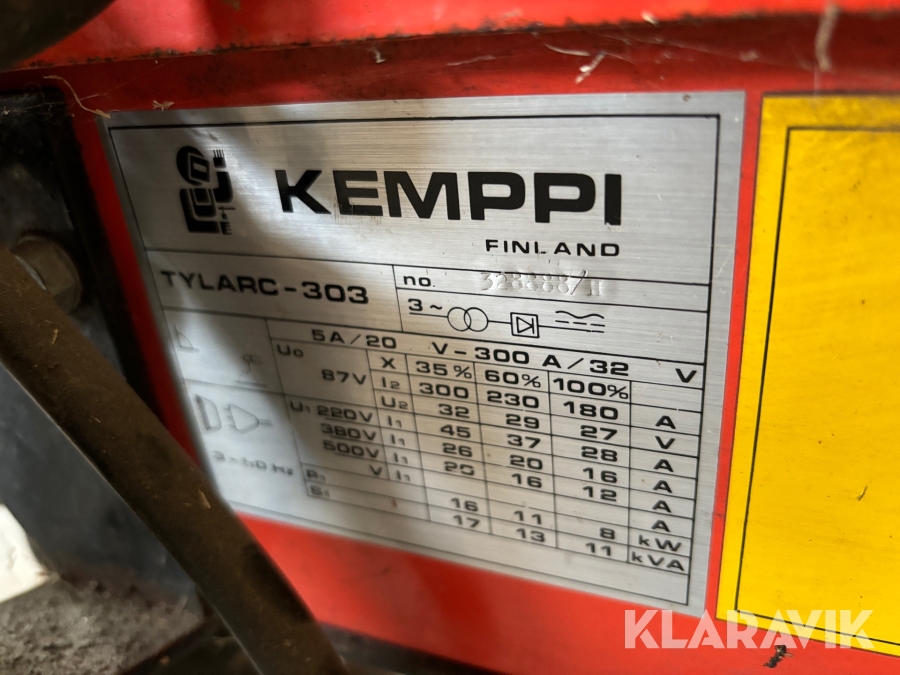 KEMPPI
FINLAND
TYLARC-303 no.
3~
5A/20 V-300 A/32 V
U₀ X 35% 60% 100%
87V I₂ 300 230 180 A
U₂ 32 29 27 V
U₁ 220V I₁ 45 37 28 A
380V I₁ 26 20 16 A
500V I₁ 20 16 12 A
V I₁ A
P₁ 16 11 8 kW
S₁ 17 13 11 kVA
KLARAVIK